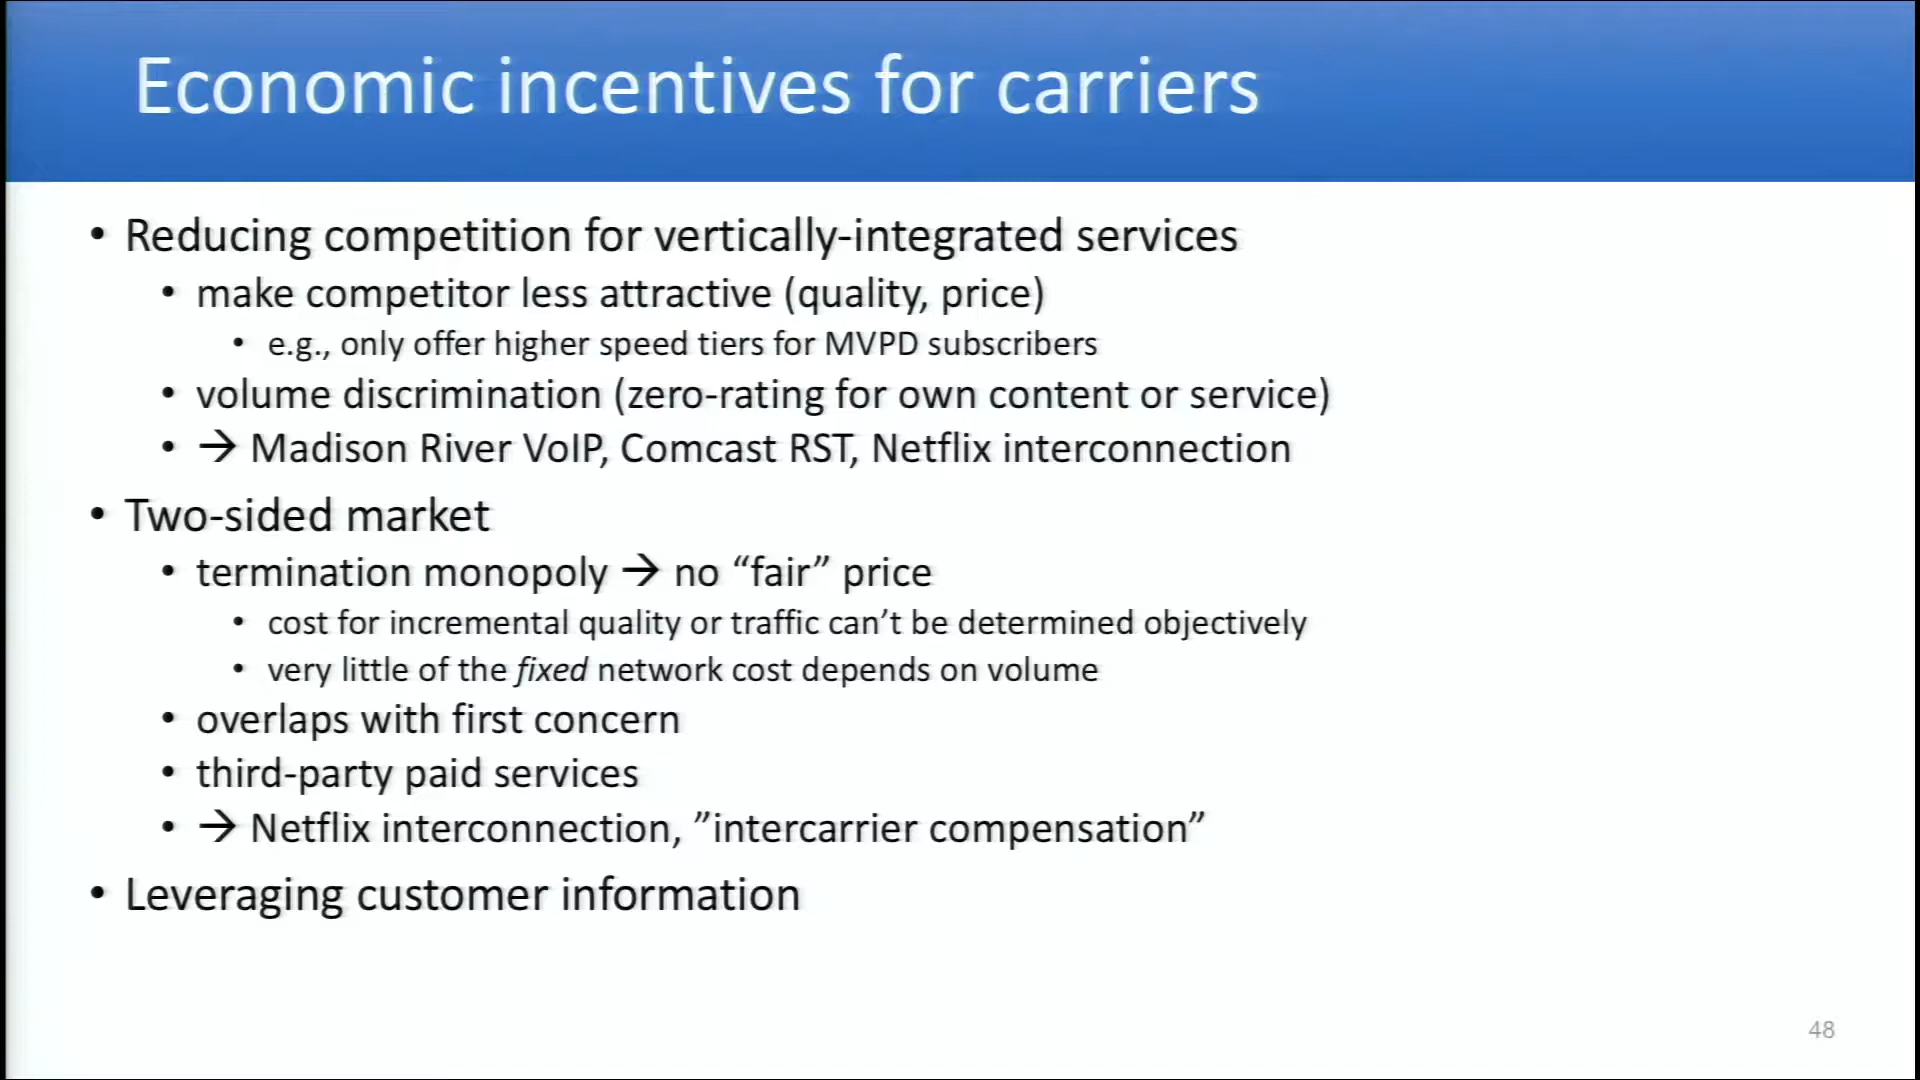 Economic incentives for carriers
• Reducing competition for vertically-integrated services
• make competitor less attractive (quality, price)
• e.g., only offer higher speed tiers for MVPD subscribers
• volume discrimination (zero-rating for own content or service)
• → Madison River VoIP, Comcast RST, Netflix interconnection
• Two-sided market
• termination monopoly → no “fair” price
• cost for incremental quality or traffic can’t be determined objectively
• very little of the fixed network cost depends on volume
• overlaps with first concern
• third-party paid services
• → Netflix interconnection, ”intercarrier compensation”
• Leveraging customer information
48